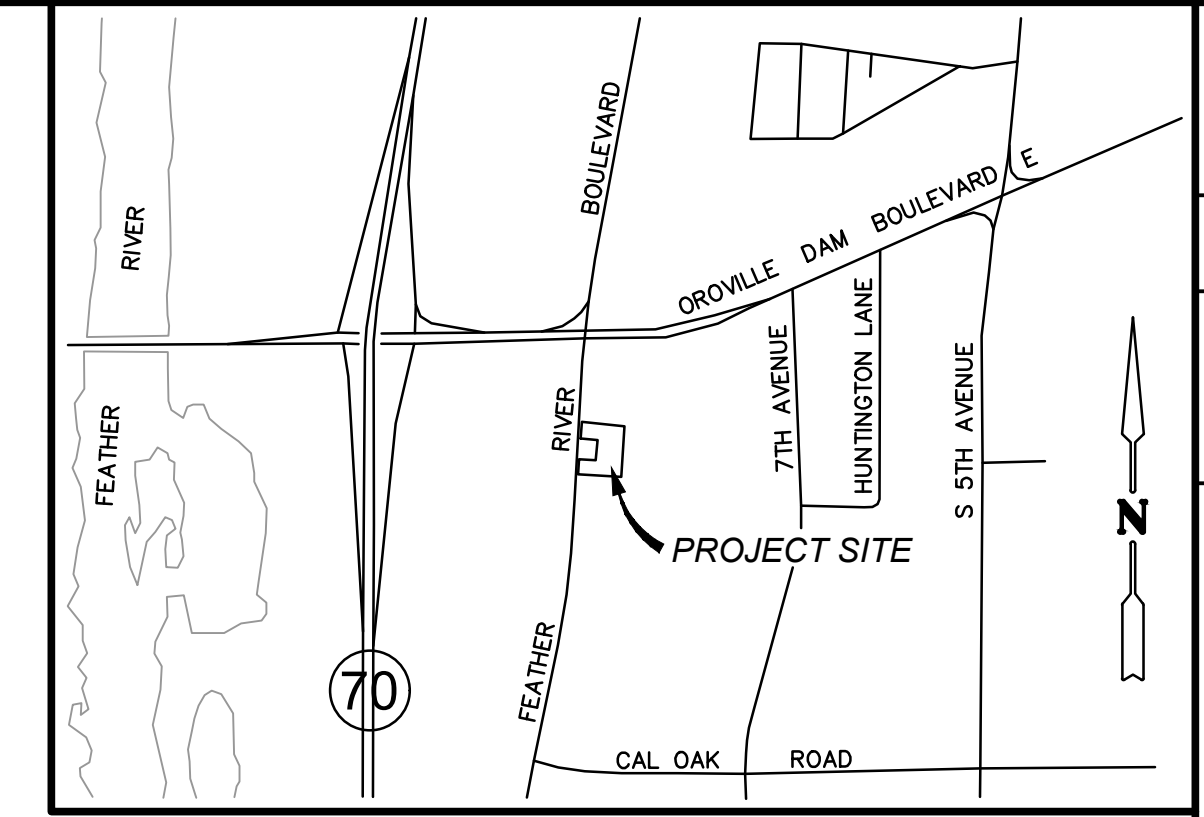 BOULEVARD
E
OROVILLE DAM BOULEVARD
RIVER
HUNTINGTON LANE
7TH AVENUE
S 5TH AVENUE
RIVER
FEATHER
N
PROJECT SITE
FEATHER
70
CAL OAK ROAD